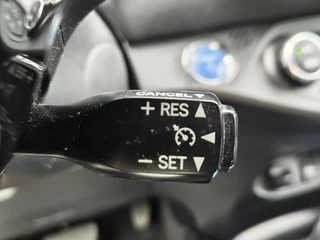 CANCEL▼
+ RES ▲
◀
− SET ▼